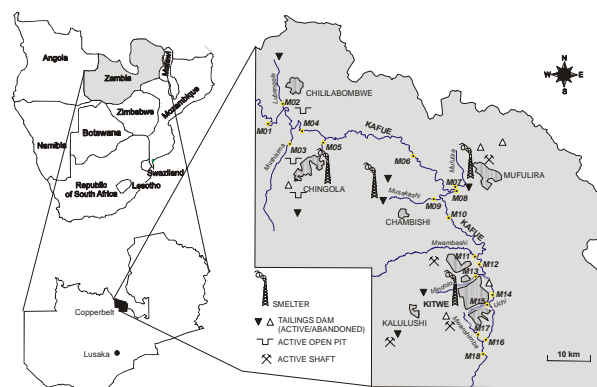 Angola
Zambia
Malawi
Mozambique
Zimbabwe
Botswana
Namibia
Swaziland
Republic
of South Africa
Lesotho
Copperbelt
Lusaka
Lubengele
CHILILABOMBWE
M02
M01
M04
M03
M05
Mushishima
CHINGOLA
KAFUE
M06
Mufulira
MUFULIRA
M07
M08
Musakashi
M09
CHAMBISHI
M10
KAFUE
Mwambashi
M11
M12
M13
KITWE
M14
M15
Uchi
KALULUSHI
M17
M16
M18
N
W
E
S
SMELTER
TAILINGS DAM
(ACTIVE/ABANDONED)
ACTIVE OPEN PIT
ACTIVE SHAFT
10 km